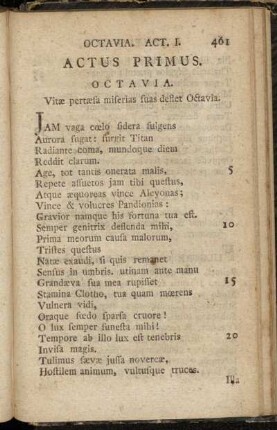 OCTAVIA. ACT. I. 461
ACTUS PRIMUS.
OCTAVIA.
Vitæ pertæſa miſerias ſuas deflet Octavia.
JAM vaga cœlo ſidera fulgens
Aurora fugat: ſurgit Titan
Radiante coma, mundoque diem
Reddit clarum.
Age, tot tantis onerata malis, 5
Repete aſſuetos jam tibi queſtus,
Atque æquoreas vince Alcyonas;
Vince & volucres Pandionias:
Gravior namque his fortuna tua eſt.
Semper genitrix deflenda mihi, 10
Prima meorum cauſa malorum,
Triſtes queſtus
Natæ exaudi, ſi quis remanet
Senſus in umbris. utinam ante manu
Grandæva ſua mea rupiſſet 15
Stamina Clotho, tua quam mœrens
Vulnera vidi,
Oraque fœdo ſparſa cruore!
O lux ſemper funeſta mihi!
Tempore ab illo lux eſt tenebris 20
Inviſa magis.
Tulimus ſævæ juſſa novercæ,
Hoſtilem animum, vultuſque truces.
Illa